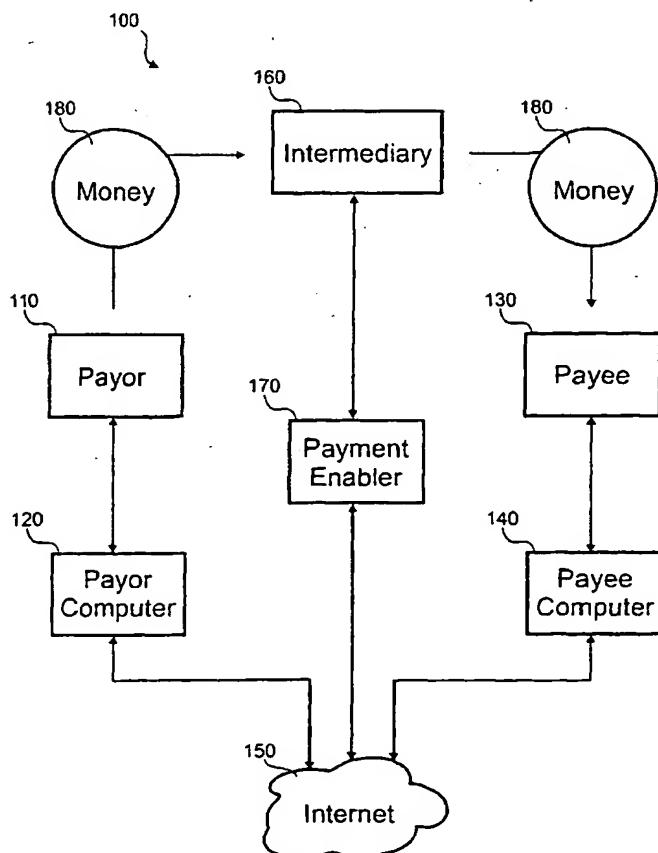 100
160
180
180
Intermediary
Money
Money
110
130
Payor
Payee
170
Payment
Enabler
120
140
Payor
Computer
Payee
Computer
150
Internet